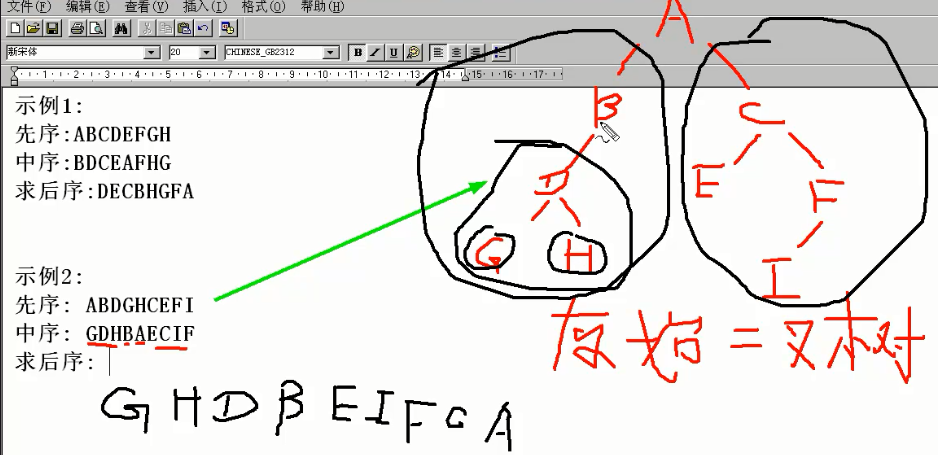 文件(F) 编辑(E) 查看(V) 插入(I) 格式(O) 帮助(H)
新宋体 20 CHINESE_GB2312 B I U
1 2 3 4 5 6 7 8 9 10 11 12 13 14 15 16 17
示例1:
先序:ABCDEFGH
中序:BDCEAFHG
求后序:DECBHGFA
示例2:
先序: ABDGHCEFI
中序: GDHBAECIF
求后序:
GHDBEIFCA
A
B C
D E F
G H I
= 叉树对